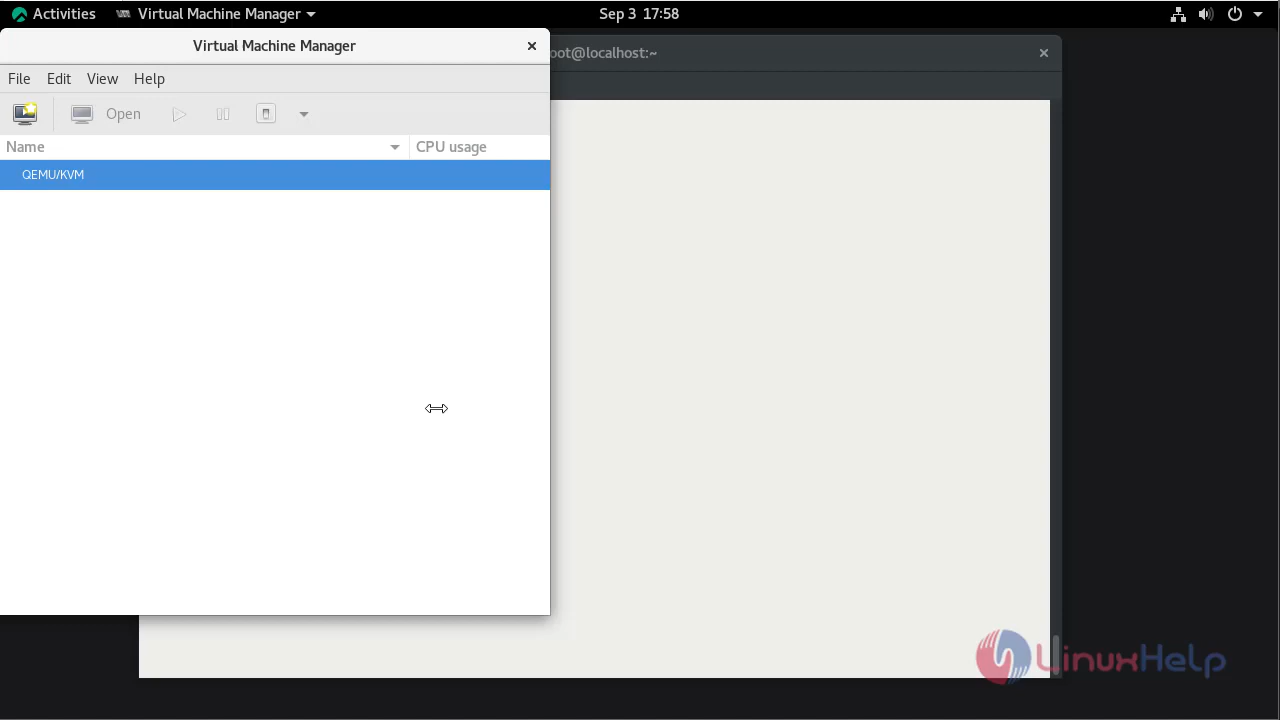 Activities Virtual Machine Manager Sep 3 17:58
Virtual Machine Manager
oot@localhost:~
File Edit View Help
Open
Name CPU usage
QEMU/KVM
LinuxHelp